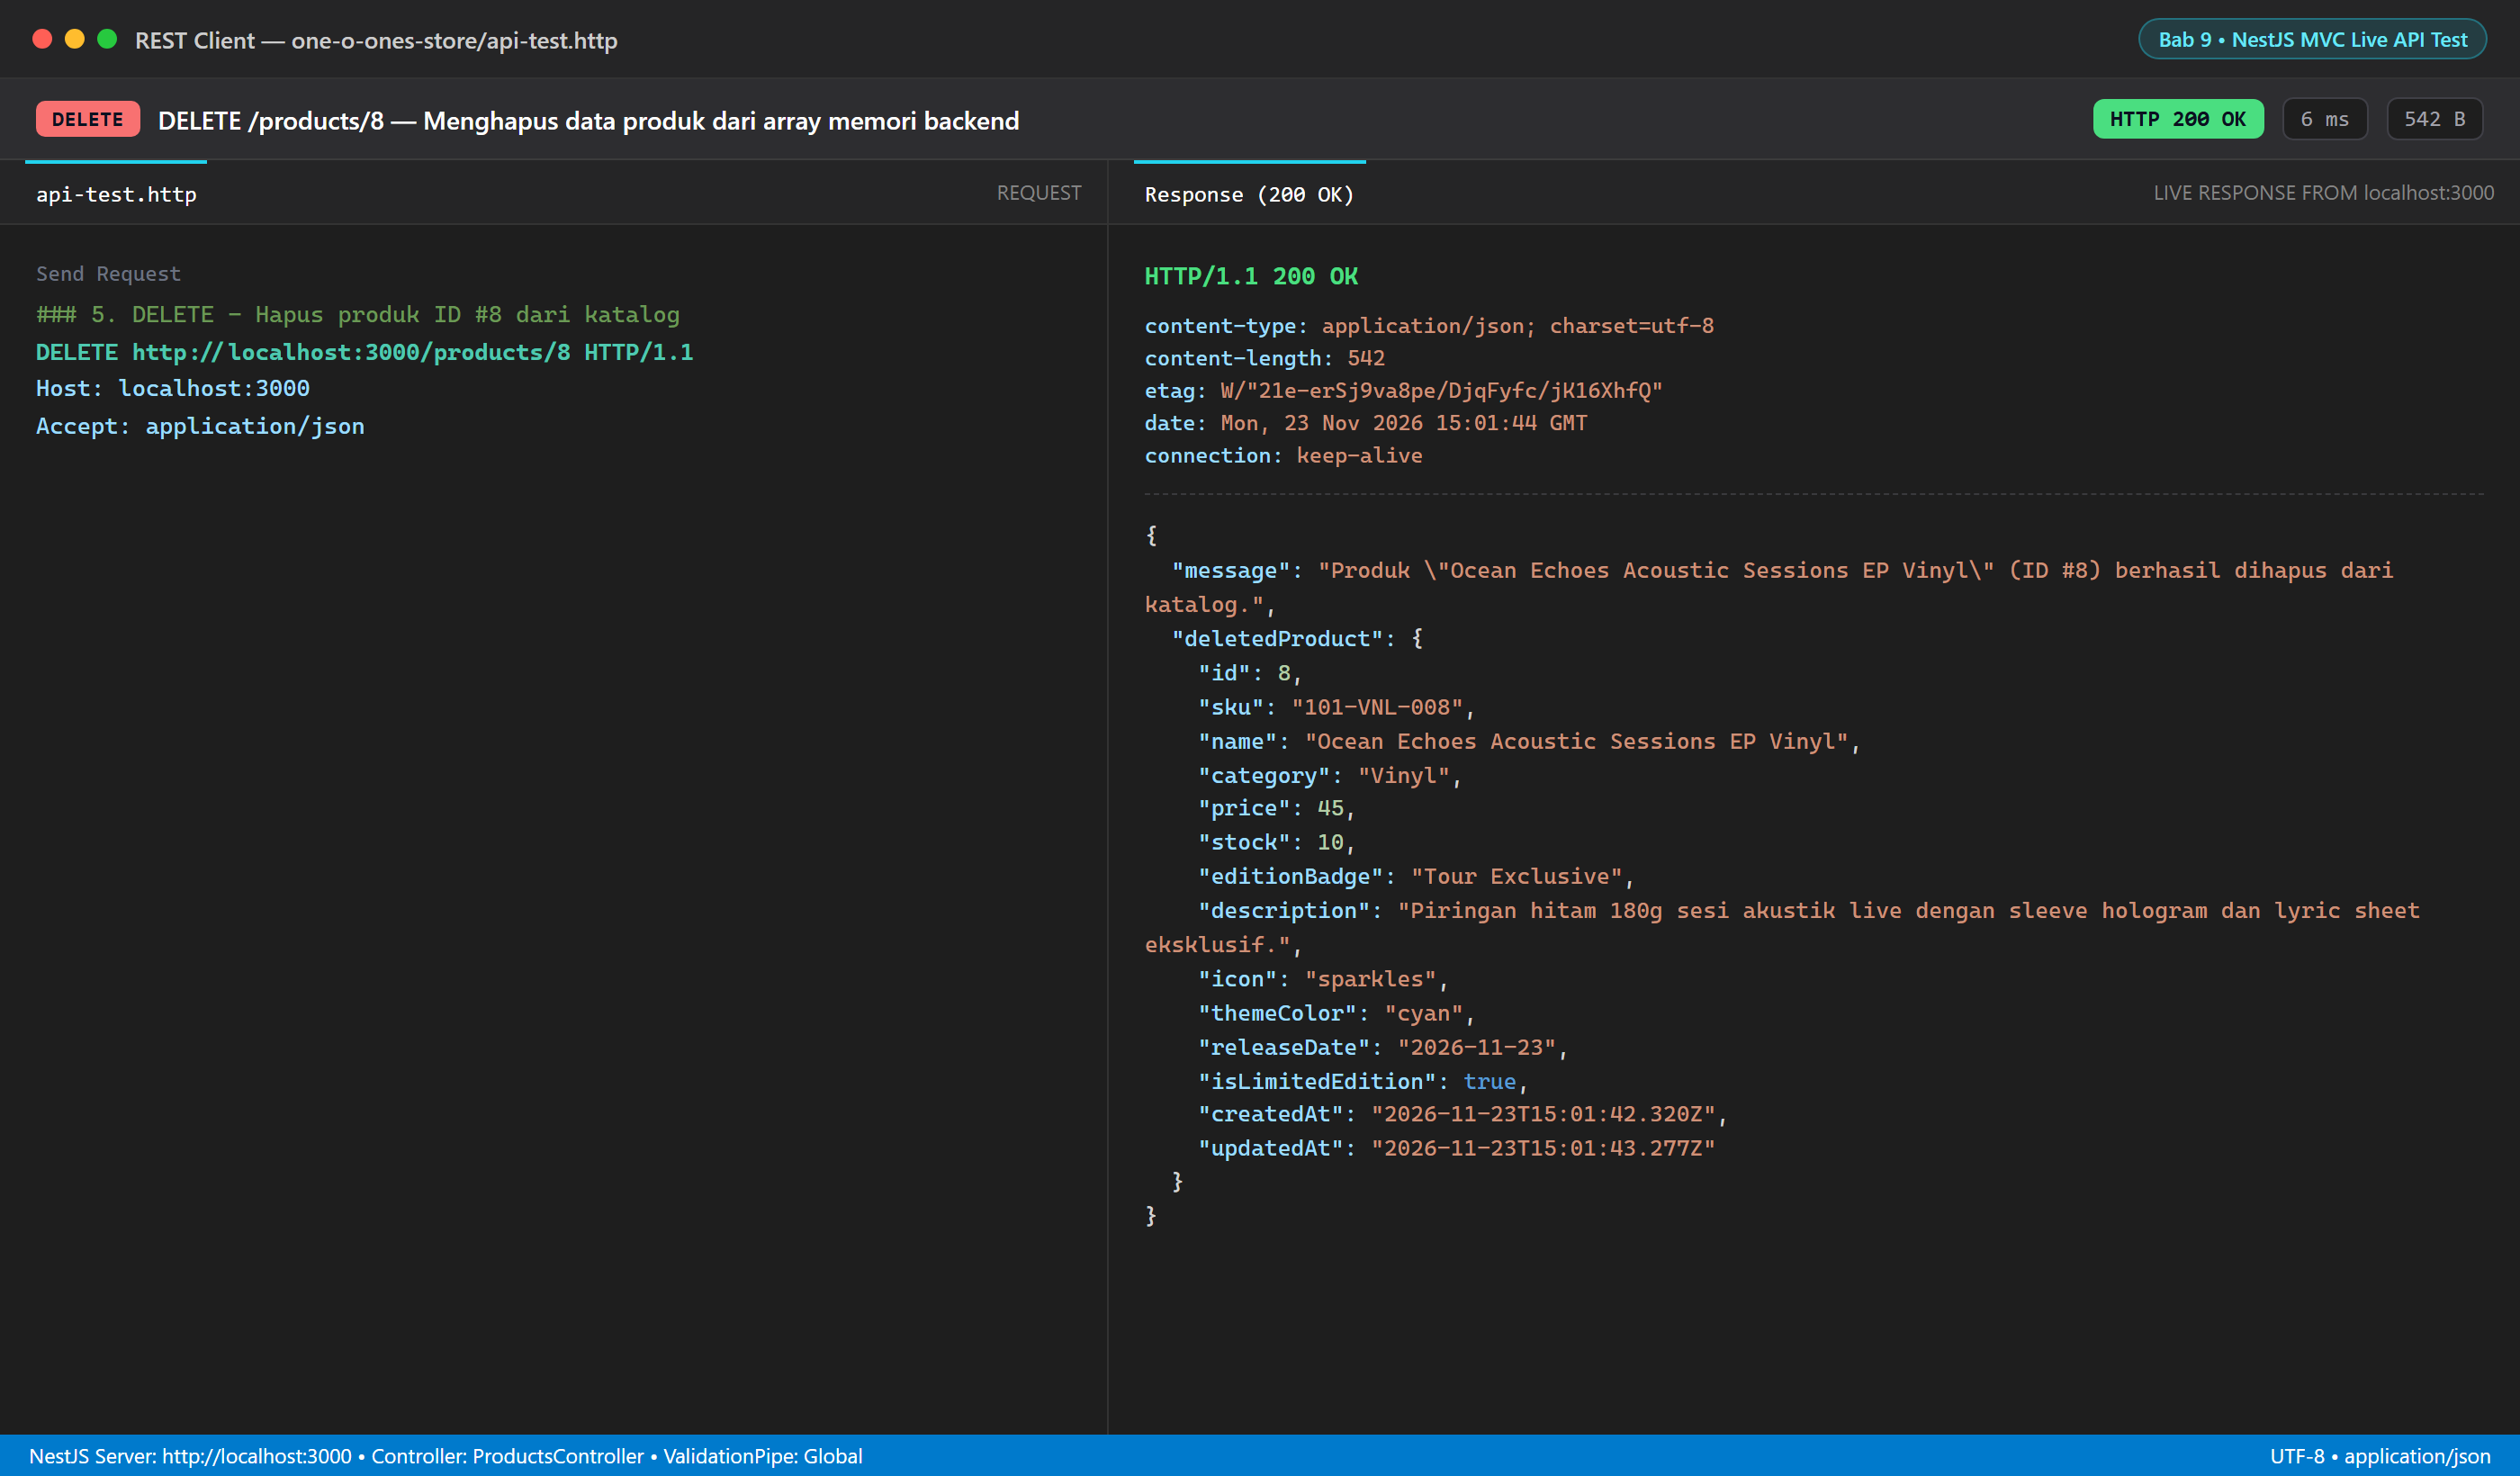 REST Client — one-o-ones-store/api-test.http
Bab 9 • NestJS MVC Live API Test
DELETE
DELETE /products/8 — Menghapus data produk dari array memori backend
HTTP 200 OK
6 ms
542 B
api-test.http
REQUEST
Response (200 OK)
LIVE RESPONSE FROM localhost:3000
Send Request
### 5. DELETE - Hapus produk ID #8 dari katalog
DELETE http://localhost:3000/products/8 HTTP/1.1
Host: localhost:3000
Accept: application/json
HTTP/1.1 200 OK
content-type: application/json; charset=utf-8
content-length: 542
etag: W/"21e-erSj9va8pe/DjqFyfc/jK16XhfQ"
date: Mon, 23 Nov 2026 15:01:44 GMT
connection: keep-alive
{
  "message": "Produk \"Ocean Echoes Acoustic Sessions EP Vinyl\" (ID #8) berhasil dihapus dari
katalog.",
  "deletedProduct": {
    "id": 8,
    "sku": "101-VNL-008",
    "name": "Ocean Echoes Acoustic Sessions EP Vinyl",
    "category": "Vinyl",
    "price": 45,
    "stock": 10,
    "editionBadge": "Tour Exclusive",
    "description": "Piringan hitam 180g sesi akustik live dengan sleeve hologram dan lyric sheet
eksklusif.",
    "icon": "sparkles",
    "themeColor": "cyan",
    "releaseDate": "2026-11-23",
    "isLimitedEdition": true,
    "createdAt": "2026-11-23T15:01:42.320Z",
    "updatedAt": "2026-11-23T15:01:43.277Z"
  }
}
NestJS Server: http://localhost:3000 • Controller: ProductsController • ValidationPipe: Global
UTF-8 • application/json